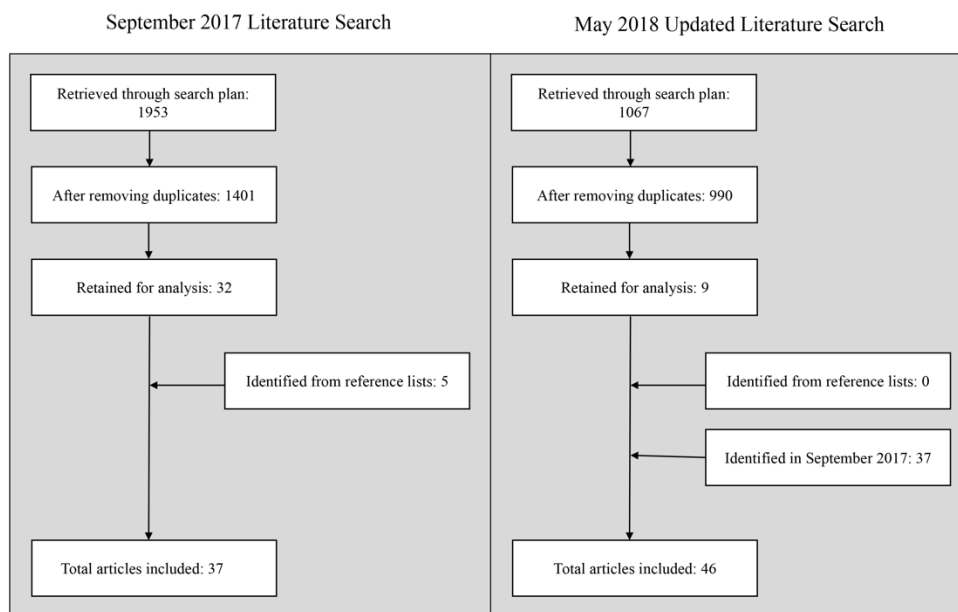 September 2017 Literature Search
Retrieved through search plan:
1953
After removing duplicates: 1401
Retained for analysis: 32
Identified from reference lists: 5
Total articles included: 37
May 2018 Updated Literature Search
Retrieved through search plan:
1067
After removing duplicates: 990
Retained for analysis: 9
Identified from reference lists: 0
Identified in September 2017: 37
Total articles included: 46